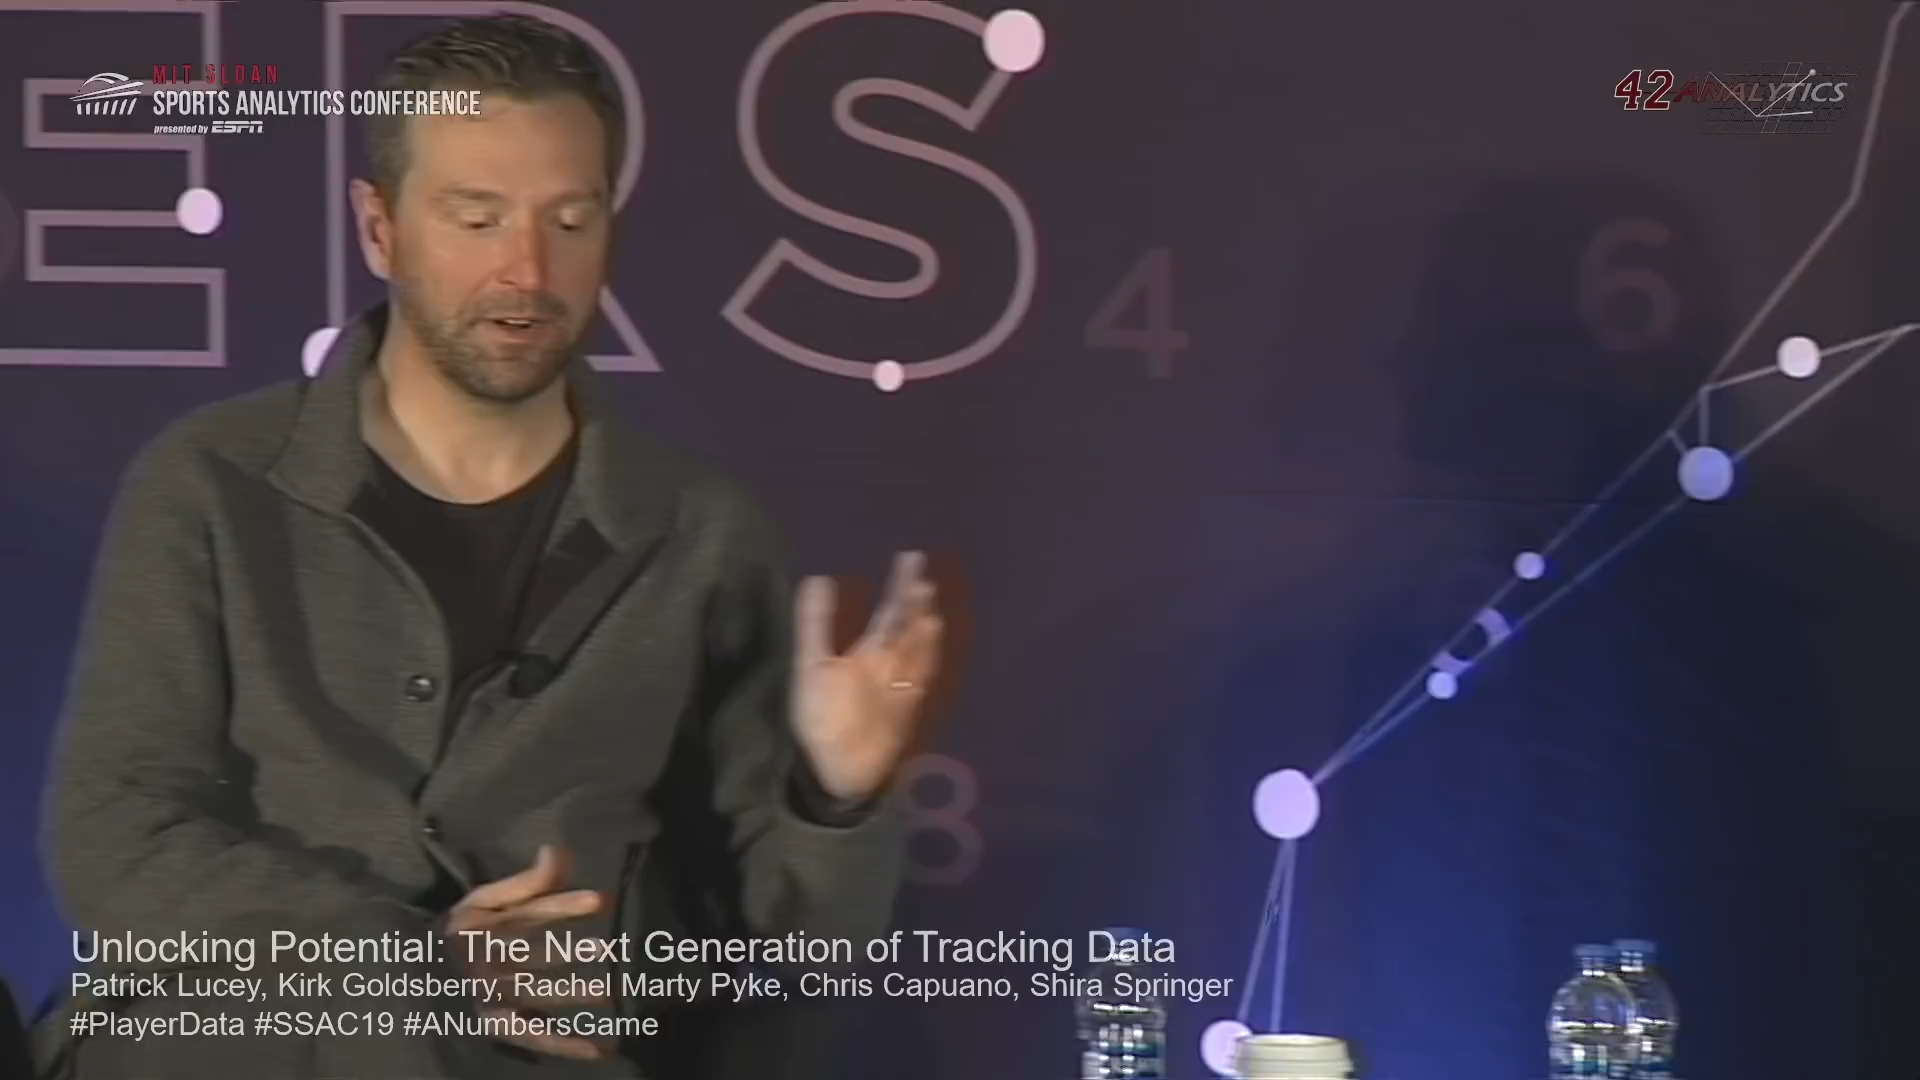 MIT SLOAN
SPORTS ANALYTICS CONFERENCE
presented by ESPN
42 ANALYTICS
ERS
4
6
8
Unlocking Potential: The Next Generation of Tracking Data
Patrick Lucey, Kirk Goldsberry, Rachel Marty Pyke, Chris Capuano, Shira Springer
#PlayerData #SSAC19 #ANumbersGame